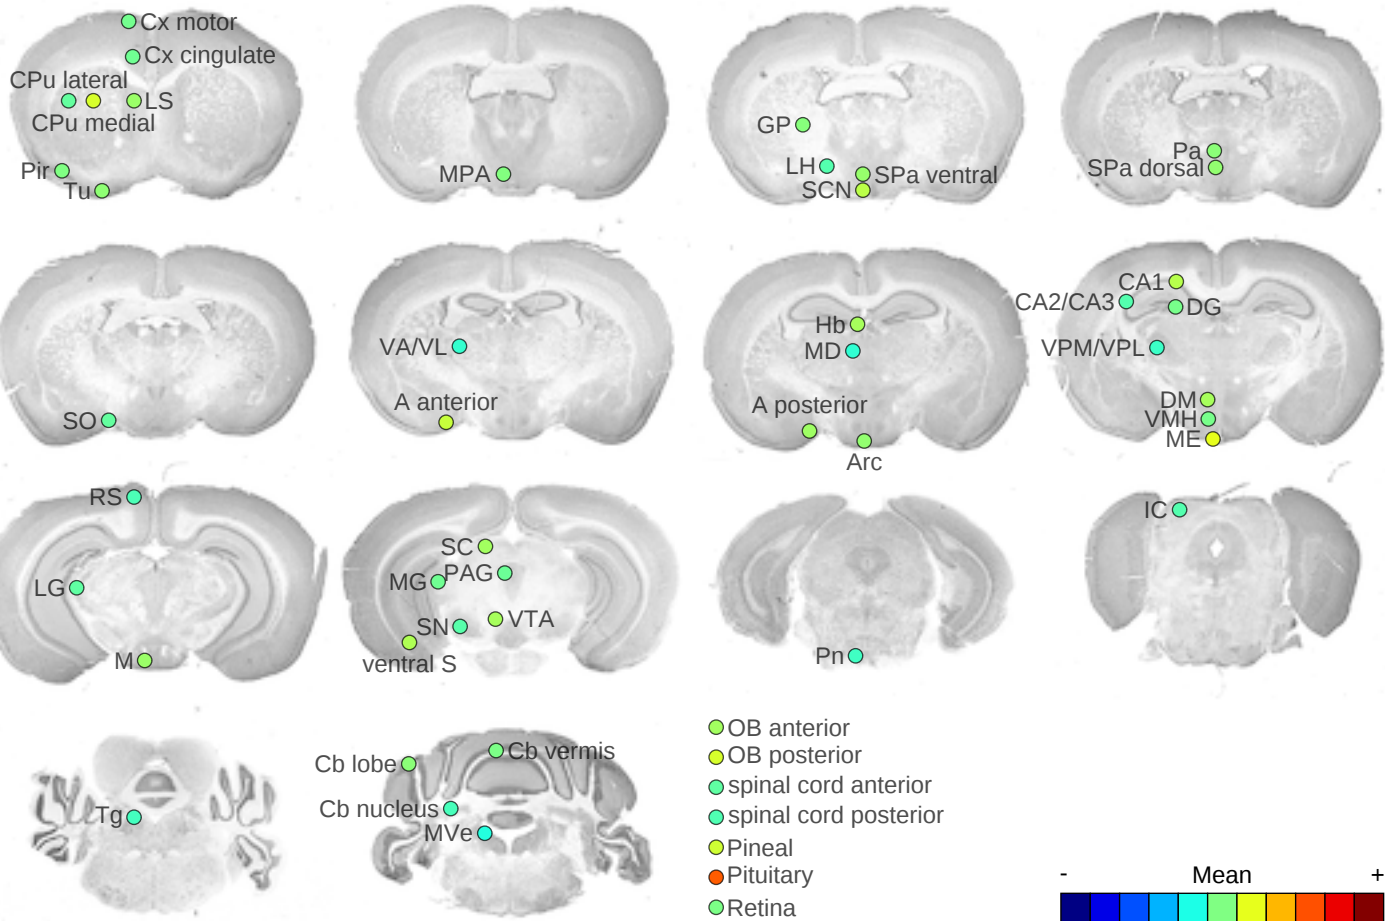 Cx motor
Cx cingulate
CPu lateral
LS
CPu medial
Pir
Tu
MPA
GP
LH
SPa ventral
SCN
Pa
SPa dorsal
SO
VA/VL
A anterior
Hb
MD
A posterior
Arc
CA1
CA2/CA3
DG
VPM/VPL
DM
VMH
ME
RS
LG
M
SC
MG
PAG
SN
VTA
ventral S
Pn
IC
Tg
Cb lobe
Cb vermis
Cb nucleus
MVe
OB anterior
OB posterior
spinal cord anterior
spinal cord posterior
Pineal
Pituitary
Retina
- Mean +